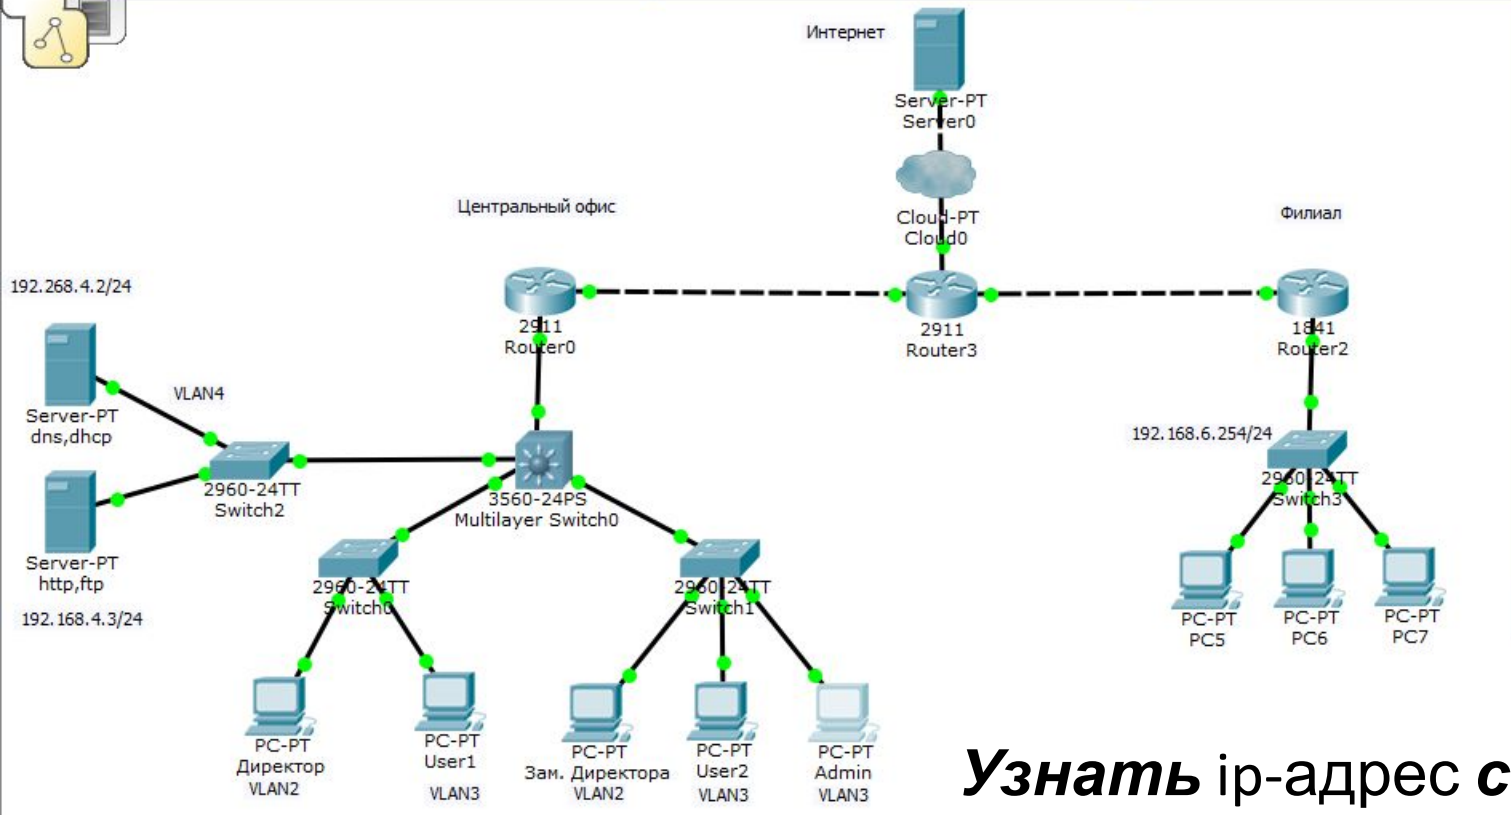 Интернет
Server-PT
Server0
Cloud-PT
Cloud0
Центральный офис
Филиал
192.268.4.2/24
2911
Router0
2911
Router3
1841
Router2
VLAN4
Server-PT
dns,dhcp
192.168.6.254/24
2960-24TT
Switch2
3560-24PS
Multilayer Switch0
2960-24TT
Switch3
Server-PT
http,ftp
192.168.4.3/24
2960-24TT
Switch0
2960-24TT
Switch1
PC-PT
PC5
PC-PT
PC6
PC-PT
PC7
PC-PT
Директор
VLAN2
PC-PT
User1
VLAN3
PC-PT
Зам. Директора
VLAN2
PC-PT
User2
VLAN3
PC-PT
Admin
VLAN3
Узнать ip-адрес с